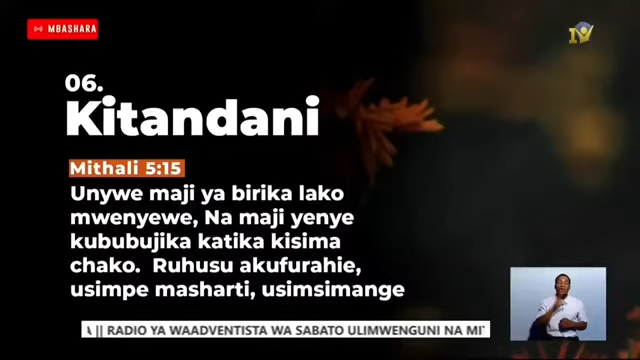 MBASHARA
06.
Kitandani
Mithali 5:15
Unywe maji ya birika lako
mwenyewe, Na maji yenye
kububujika katika kisima
chako. Ruhusu akufurahie,
usimpe masharti, usimsimange
|| RADIO YA WAADVENTISTA WA SABATO ULIMWENGUNI NA